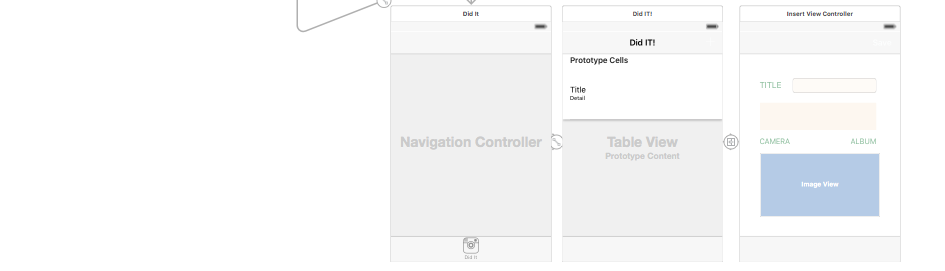 Did It
DID IT!
Insert View Controller
Did IT!
Prototype Cells
Title
Detail
TITLE
Navigation Controller
Table View
Prototype Content
CAMERA
ALBUM
Image View
Did It